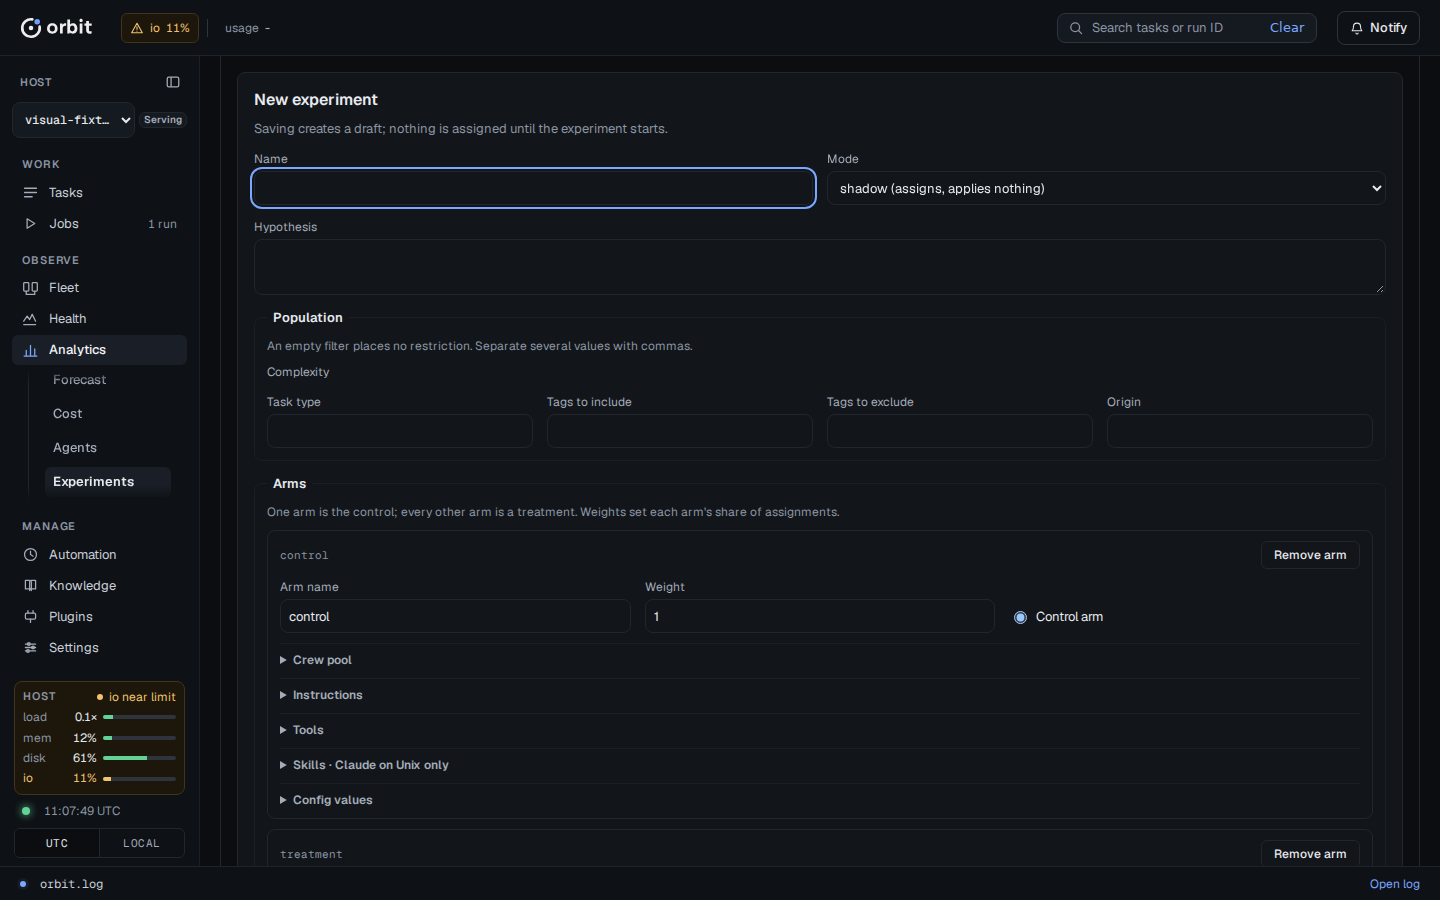 orbit
io 11%
usage -
Search tasks or run ID
Clear
Notify
HOST
visual-fixt...
Serving
WORK
Tasks
Jobs
1 run
OBSERVE
Fleet
Health
Analytics
Forecast
Cost
Agents
Experiments
MANAGE
Automation
Knowledge
Plugins
Settings
HOST
io near limit
load 0.1×
mem 12%
disk 61%
io 11%
11:07:49 UTC
UTC
LOCAL
New experiment
Saving creates a draft; nothing is assigned until the experiment starts.
Name
Mode
shadow (assigns, applies nothing)
Hypothesis
Population
An empty filter places no restriction. Separate several values with commas.
Complexity
Task type
Tags to include
Tags to exclude
Origin
Arms
One arm is the control; every other arm is a treatment. Weights set each arm's share of assignments.
control
Remove arm
Arm name
Weight
control
1
Control arm
Crew pool
Instructions
Tools
Skills · Claude on Unix only
Config values
treatment
Remove arm
orbit.log
Open log